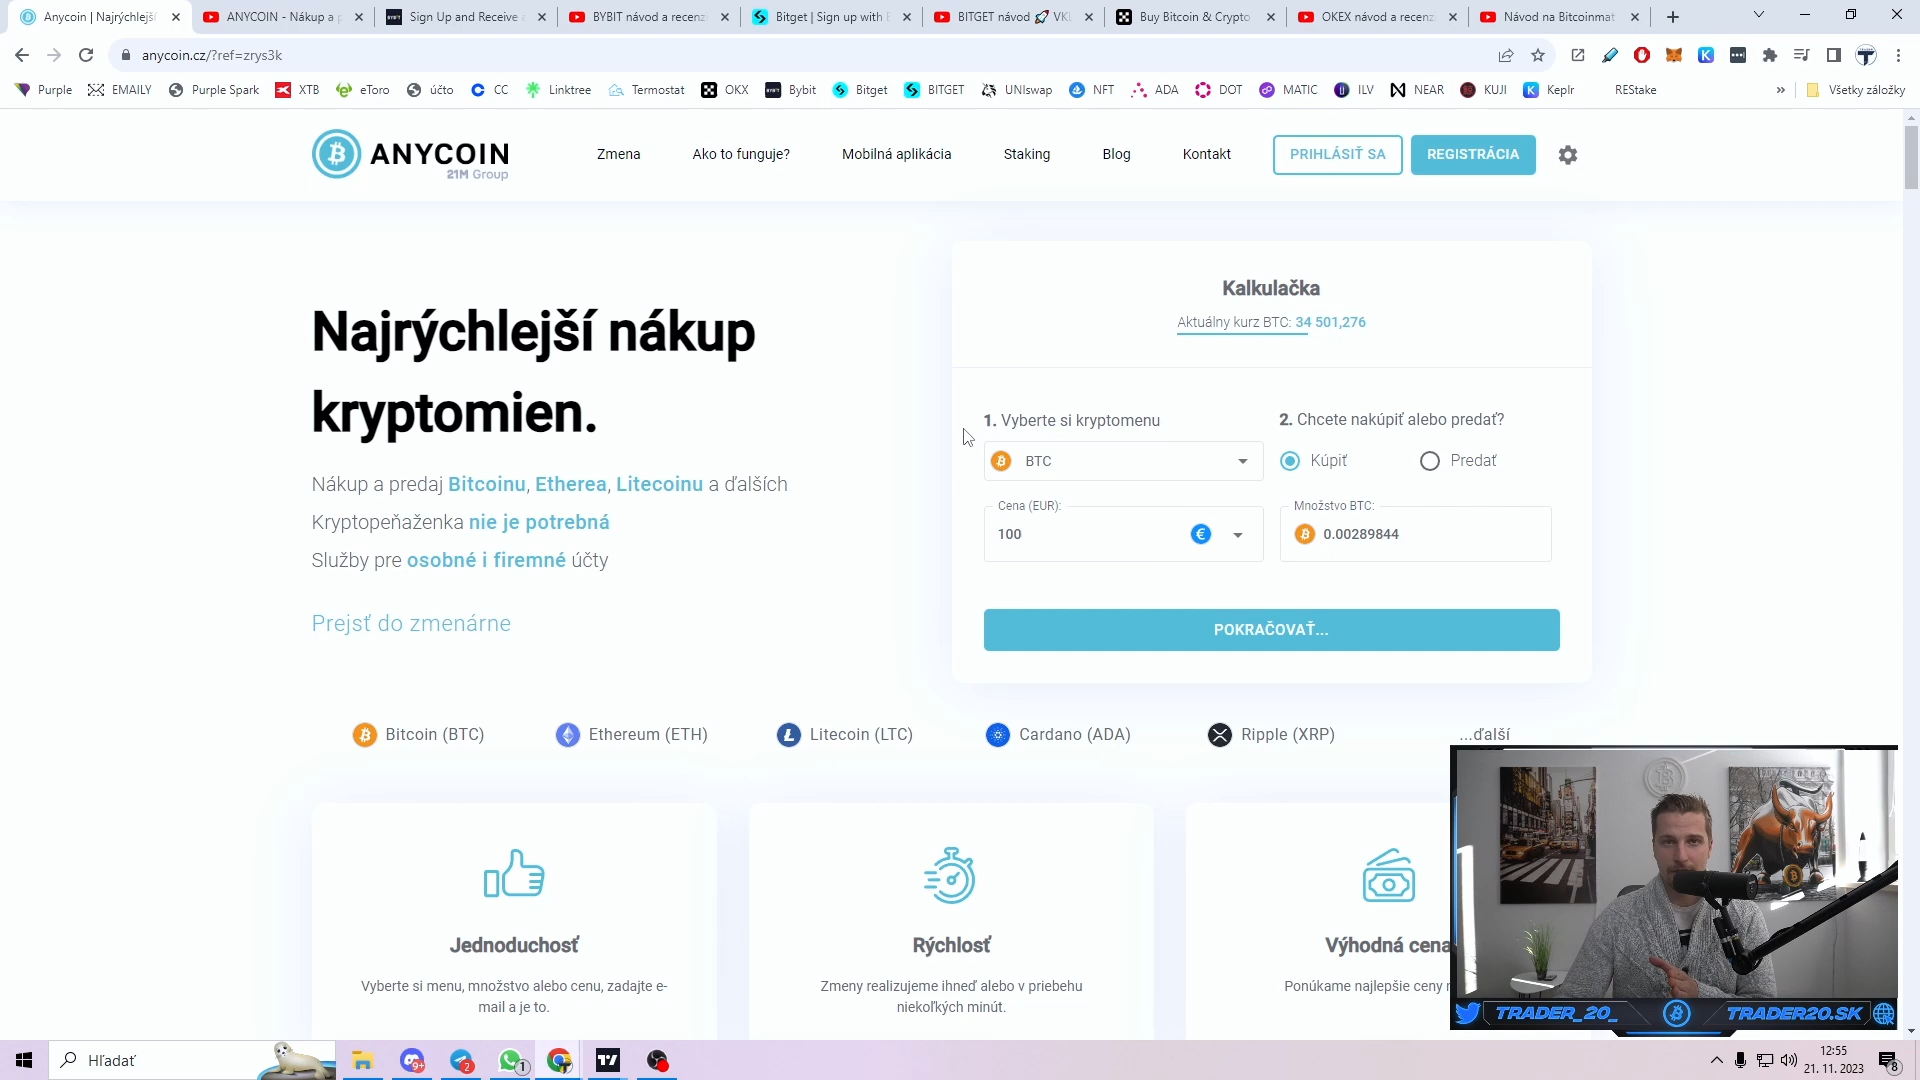 Anycoin | Najrýchlejší
ANYCOIN - Nákup a p
Sign Up and Receive a
BYBIT návod a recenz
Bitget | Sign up with E
BITGET návod 🚀 VKL
Buy Bitcoin & Crypto
OKEX návod a recenz
Návod na Bitcoinmat
anycoin.cz/?ref=zrys3k
Purple
EMAILY
Purple Spark
XTB
eToro
účto
CC
Linktree
Termostat
OKX
Bybit
Bitget
BITGET
UNIswap
NFT
ADA
DOT
MATIC
ILV
NEAR
KUJI
Keplr
REStake
»
Všetky záložky
ANYCOIN
21M Group
Zmena
Ako to funguje?
Mobilná aplikácia
Staking
Blog
Kontakt
PRIHLÁSIŤ SA
REGISTRÁCIA
Najrýchlejší nákup
kryptomien.
Nákup a predaj Bitcoinu, Etherea, Litecoinu a ďalších
Kryptopeňaženka nie je potrebná
Služby pre osobné i firemné účty
Prejsť do zmenárne
Kalkulačka
Aktuálny kurz BTC: 34 501,276
1. Vyberte si kryptomenu
2. Chcete nakúpiť alebo predať?
BTC
Kúpiť
Predať
Cena (EUR):
Množstvo BTC:
100
€
0.00289844
POKRAČOVAŤ...
Bitcoin (BTC)
Ethereum (ETH)
Litecoin (LTC)
Cardano (ADA)
Ripple (XRP)
...ďalší
Jednoduchosť
Vyberte si menu, množstvo alebo cenu, zadajte e-
mail a je to.
Rýchlosť
Zmeny realizujeme ihneď alebo v priebehu
niekoľkých minút.
Výhodná cena
Ponúkame najlepšie ceny
TRADER_20_
TRADER20.SK
Hľadať
9+
2
1
12:55
21. 11. 2023
8